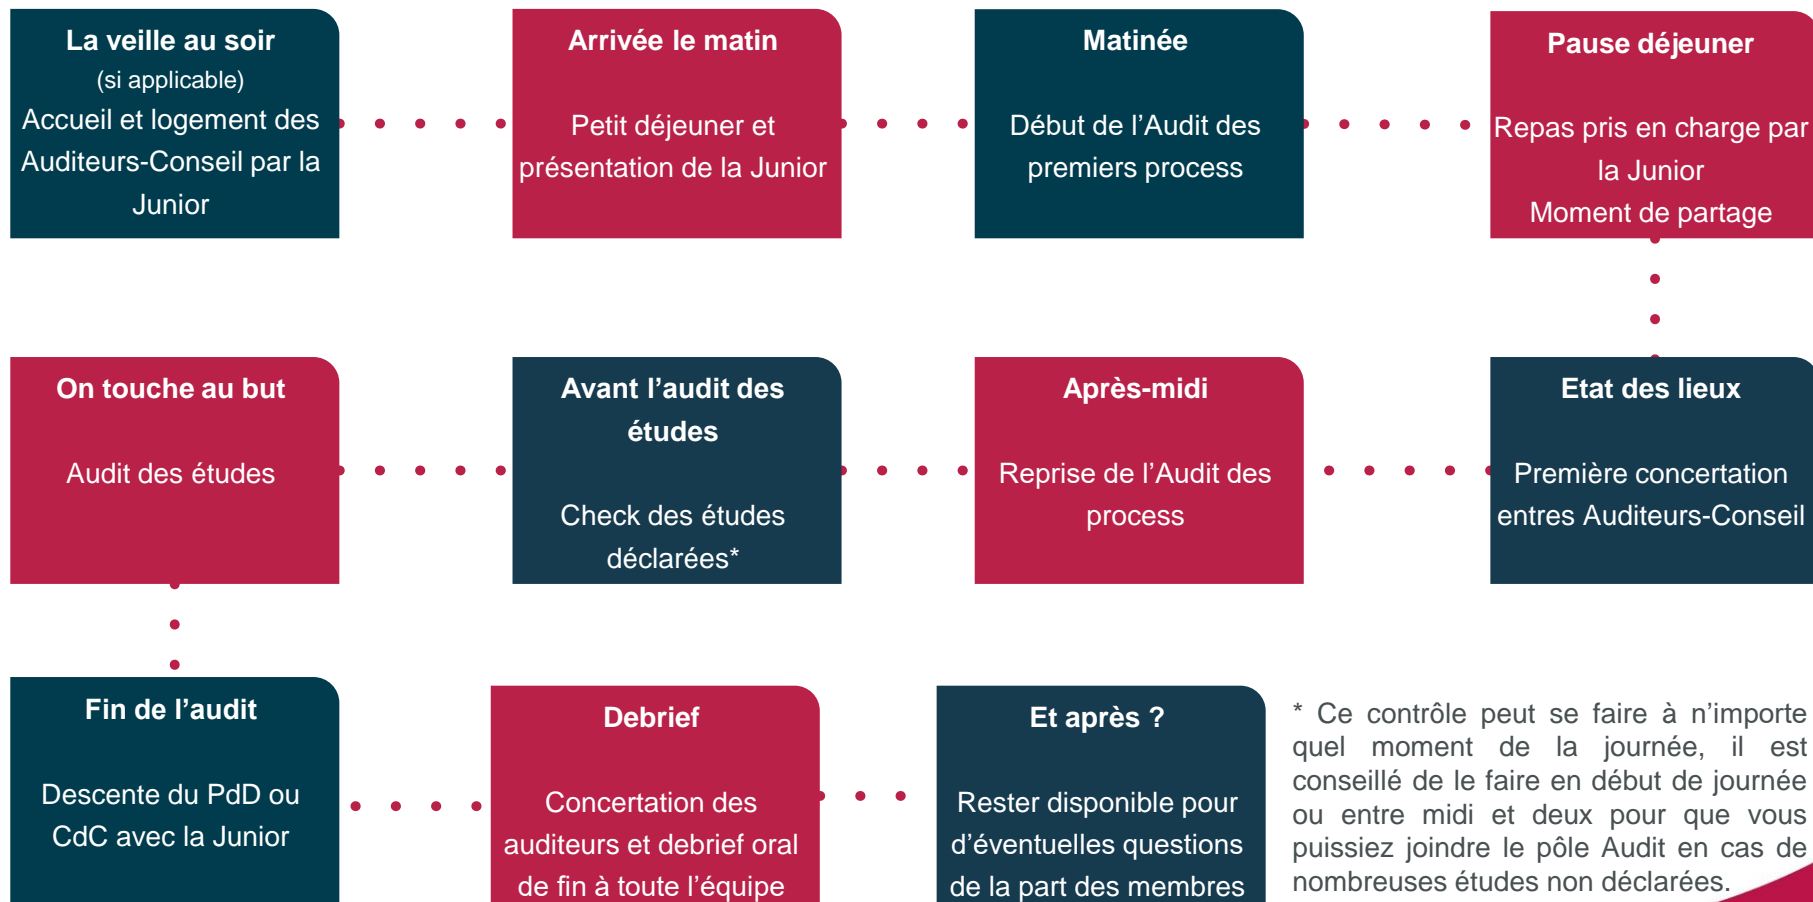 La veille au soir
(si applicable)
Accueil et logement des
Auditeurs-Conseil par la
Junior
Arrivée le matin
Petit déjeuner et
présentation de la Junior
Matinée
Début de l’Audit des
premiers process
Pause déjeuner
Repas pris en charge par
la Junior
Moment de partage
On touche au but
Audit des études
Avant l’audit des
études
Check des études
déclarées*
Après-midi
Reprise de l’Audit des
process
Etat des lieux
Première concertation
entres Auditeurs-Conseil
Fin de l’audit
Descente du PdD ou
CdC avec la Junior
Debrief
Concertation des
auditeurs et debrief oral
de fin à toute l’équipe
Et après ?
Rester disponible pour
d’éventuelles questions
de la part des membres
* Ce contrôle peut se faire à n’importe
quel moment de la journée, il est
conseillé de le faire en début de journée
ou entre midi et deux pour que vous
puissiez joindre le pôle Audit en cas de
nombreuses études non déclarées.